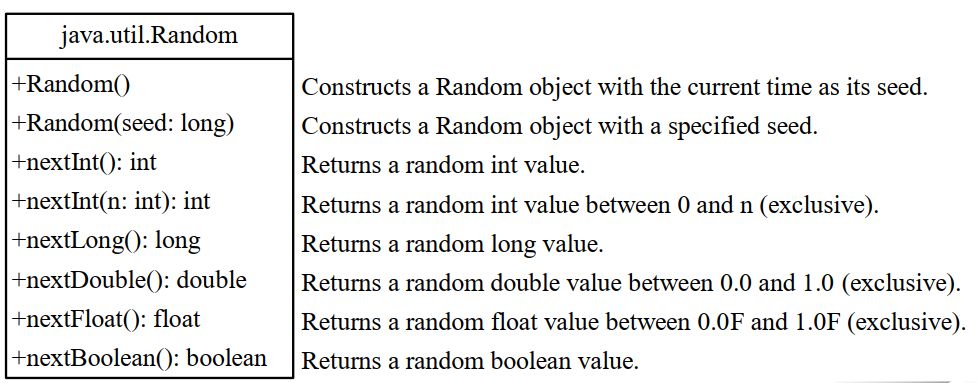 java.util.Random
+Random() Constructs a Random object with the current time as its seed.
+Random(seed: long) Constructs a Random object with a specified seed.
+nextInt(): int Returns a random int value.
+nextInt(n: int): int Returns a random int value between 0 and n (exclusive).
+nextLong(): long Returns a random long value.
+nextDouble(): double Returns a random double value between 0.0 and 1.0 (exclusive).
+nextFloat(): float Returns a random float value between 0.0F and 1.0F (exclusive).
+nextBoolean(): boolean Returns a random boolean value.